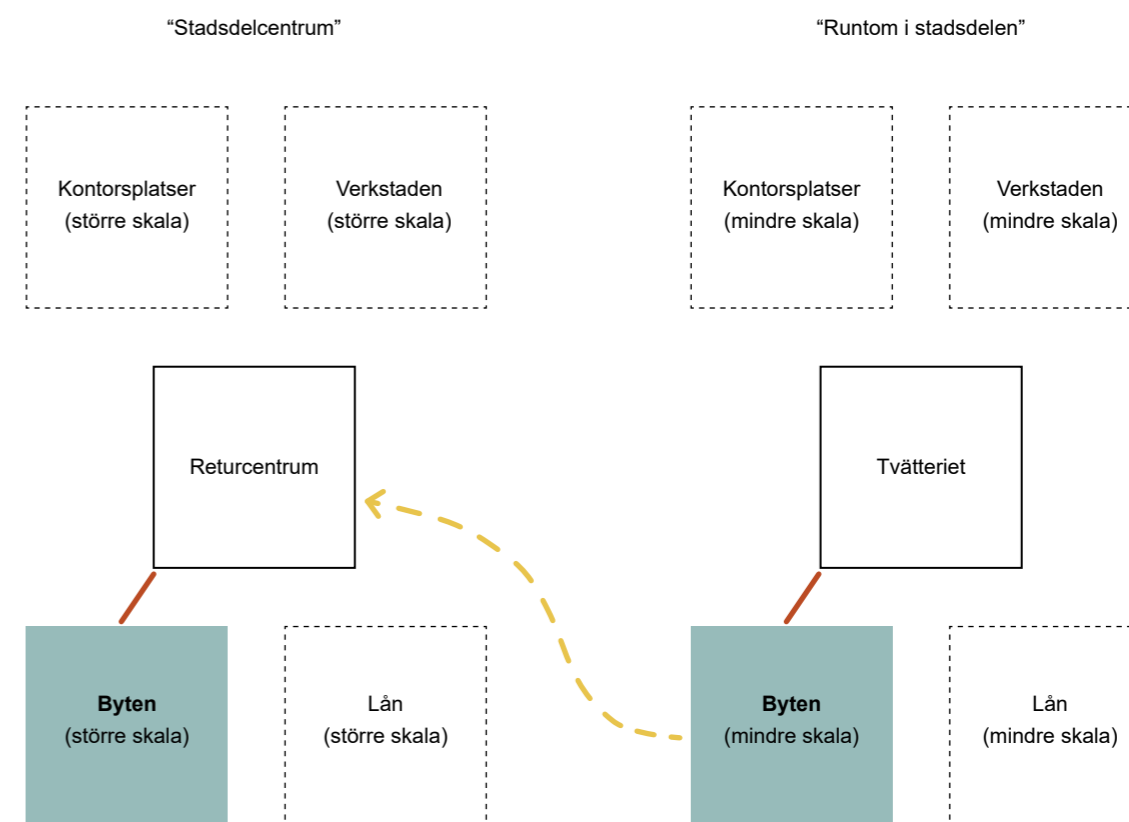 ”Stadsdelcentrum”
”Runtom i stadsdelen”
Kontorsplatser
(större skala)
Verkstaden
(större skala)
Kontorsplatser
(mindre skala)
Verkstaden
(mindre skala)
Returcentrum
Tvätteriet
Byten
(större skala)
Lån
(större skala)
Byten
(mindre skala)
Lån
(mindre skala)